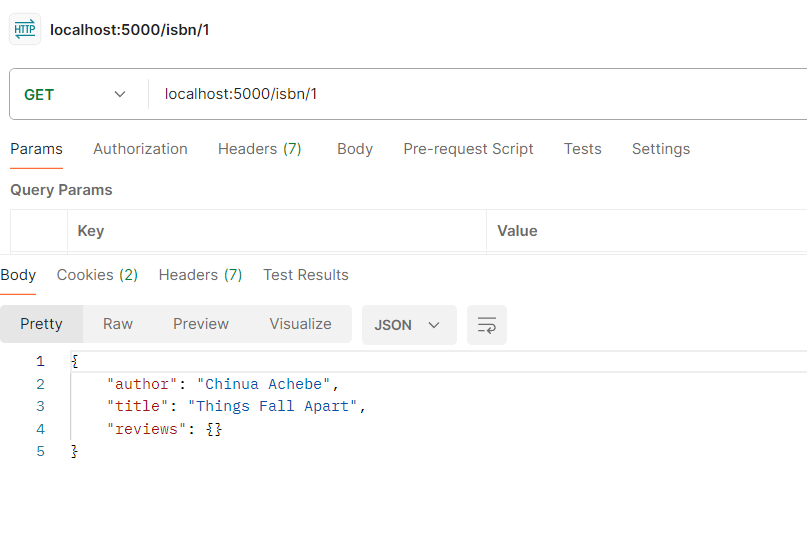 HTTP localhost:5000/isbn/1
GET localhost:5000/isbn/1
Params Authorization Headers (7) Body Pre-request Script Tests Settings
Query Params
Key Value
Body Cookies (2) Headers (7) Test Results
Pretty Raw Preview Visualize JSON
1 {
2 "author": "Chinua Achebe",
3 "title": "Things Fall Apart",
4 "reviews": {}
5 }